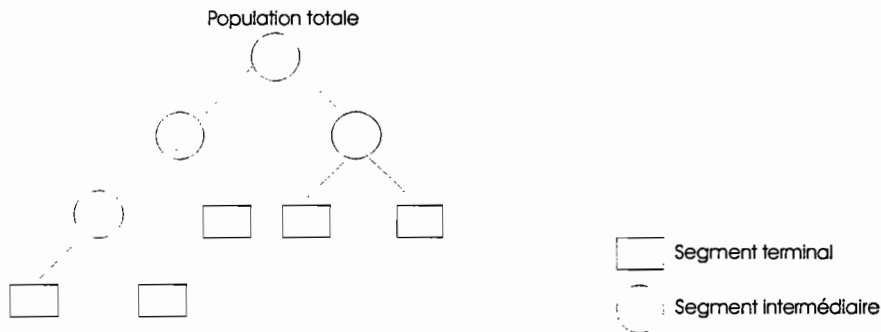 Population totale
Segment terminal
Segment intermédiaire